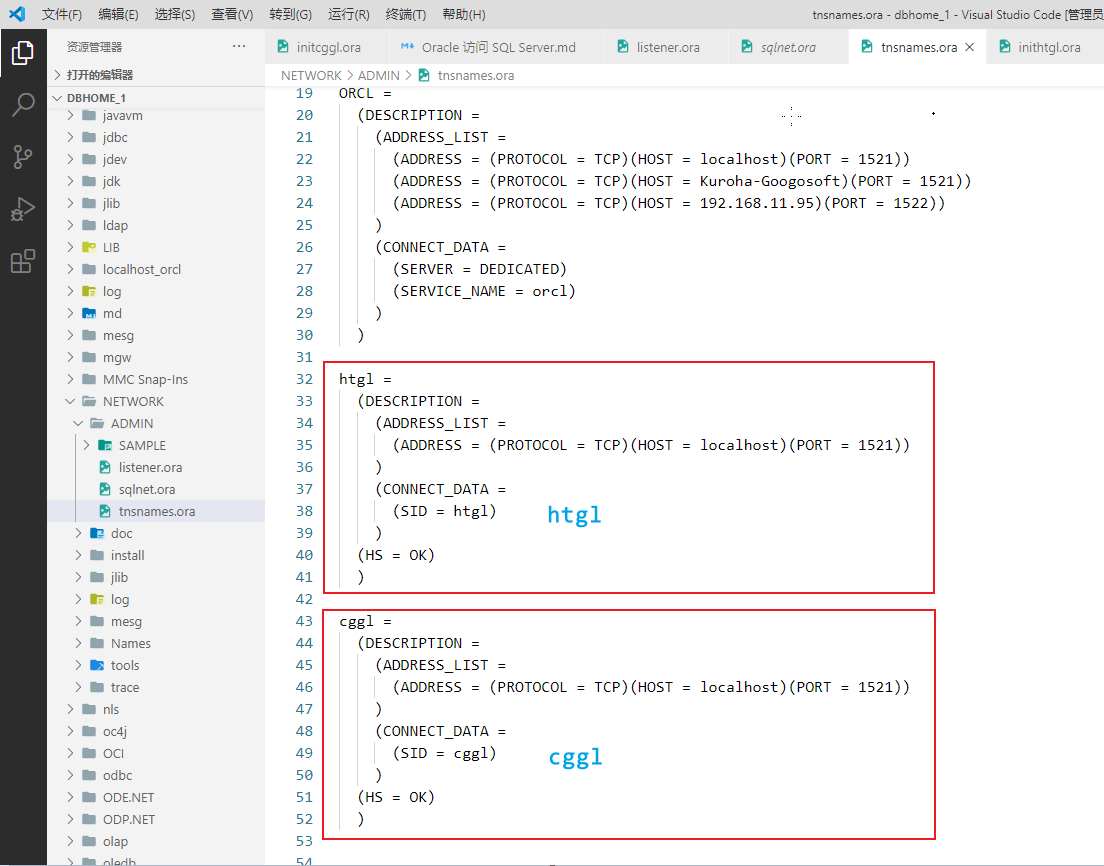 文件(F) 编辑(E) 选择(S) 查看(V) 转到(G) 运行(R) 终端(T) 帮助(H) tnsnames.ora - dbhome_1 - Visual Studio Code [管理员
资源管理器 ···
打开的编辑器
DBHOME_1
javavm
jdbc
jdev
jdk
jlib
ldap
LIB
localhost_orcl
log
md
mesg
mgw
MMC Snap-Ins
NETWORK
ADMIN
SAMPLE
listener.ora
sqlnet.ora
tnsnames.ora
doc
install
jlib
log
mesg
Names
tools
trace
nls
oc4j
OCI
odbc
ODE.NET
ODP.NET
olap
oledb
initcggl.ora Oracle 访问 SQL Server.md listener.ora sqlnet.ora tnsnames.ora inithtgl.ora
NETWORK > ADMIN > tnsnames.ora
19 ORCL =
20 (DESCRIPTION =
21 (ADDRESS_LIST =
22 (ADDRESS = (PROTOCOL = TCP)(HOST = localhost)(PORT = 1521))
23 (ADDRESS = (PROTOCOL = TCP)(HOST = Kuroha-Googosoft)(PORT = 1521))
24 (ADDRESS = (PROTOCOL = TCP)(HOST = 192.168.11.95)(PORT = 1522))
25 )
26 (CONNECT_DATA =
27 (SERVER = DEDICATED)
28 (SERVICE_NAME = orcl)
29 )
30 )
31
32 htgl =
33 (DESCRIPTION =
34 (ADDRESS_LIST =
35 (ADDRESS = (PROTOCOL = TCP)(HOST = localhost)(PORT = 1521))
36 )
37 (CONNECT_DATA =
38 (SID = htgl) htgl
39 )
40 (HS = OK)
41 )
42
43 cggl =
44 (DESCRIPTION =
45 (ADDRESS_LIST =
46 (ADDRESS = (PROTOCOL = TCP)(HOST = localhost)(PORT = 1521))
47 )
48 (CONNECT_DATA =
49 (SID = cggl) cggl
50 )
51 (HS = OK)
52 )
53
54